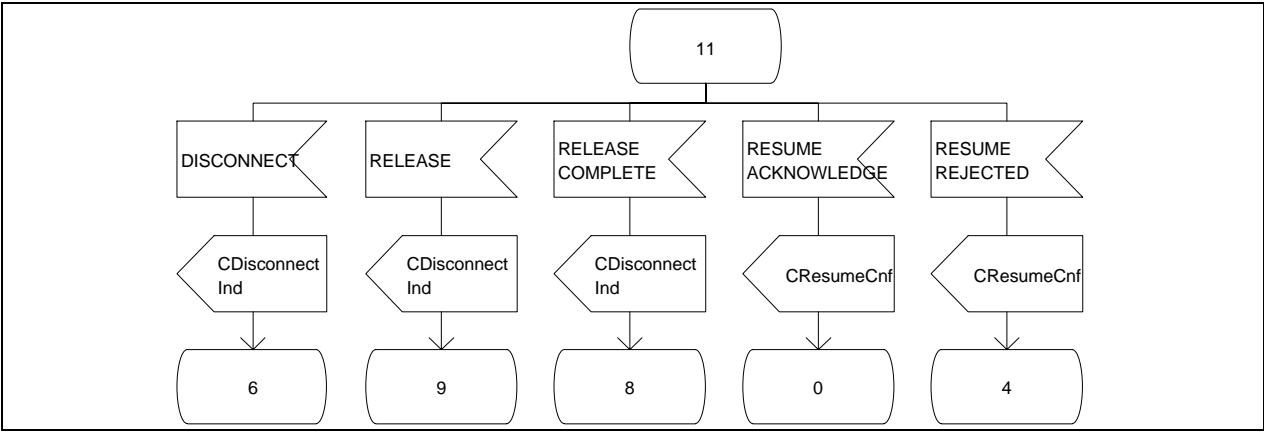 11
DISCONNECT
RELEASE
RELEASE
COMPLETE
RESUME
ACKNOWLEDGE
RESUME
REJECTED
CDisconnect
Ind
CDisconnect
Ind
CDisconnect
Ind
CResumeCnf
CResumeCnf
6
9
8
0
4